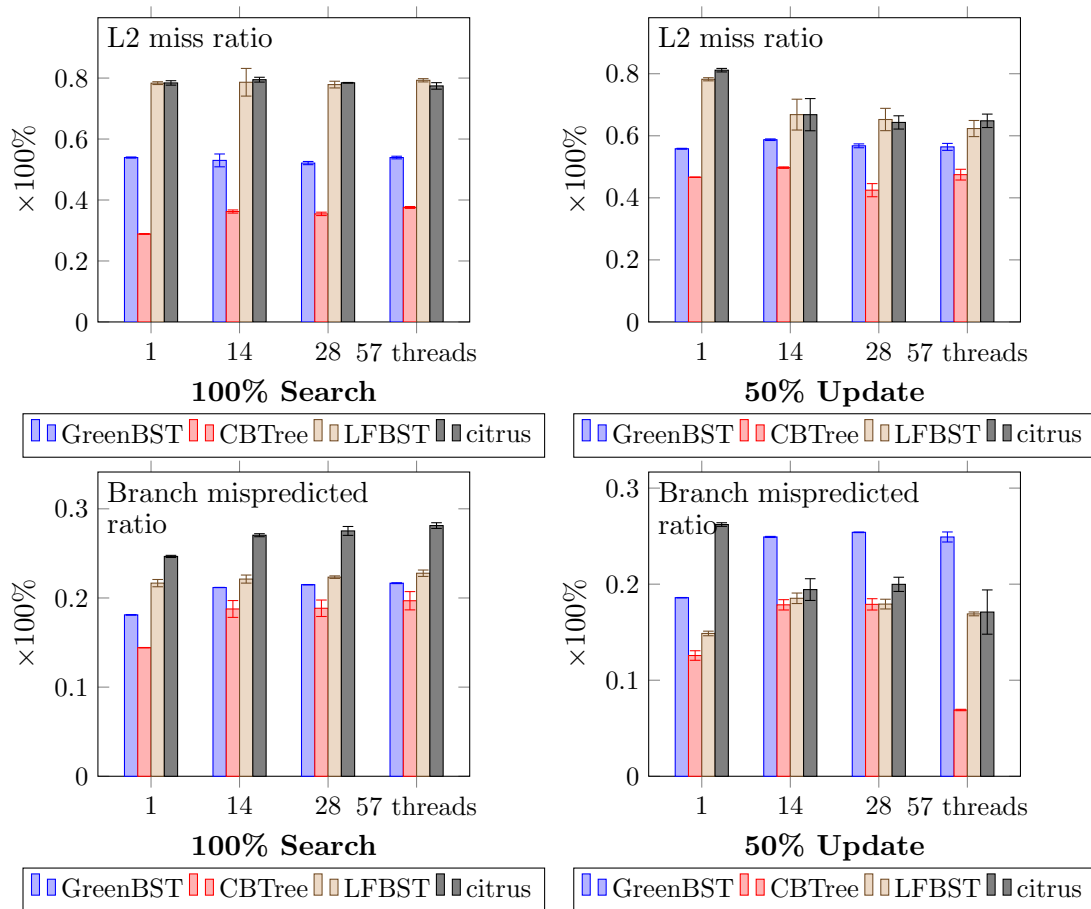 L2 miss ratio
×100%
0.8
0.6
0.4
0.2
0
1 14 28 57 threads
100% Search
GreenBST CBTree LFBST citrus
L2 miss ratio
×100%
0.8
0.6
0.4
0.2
0
1 14 28 57 threads
50% Update
GreenBST CBTree LFBST citrus
Branch mispredicted
ratio
×100%
0.3
0.2
0.1
0
1 14 28 57 threads
100% Search
GreenBST CBTree LFBST citrus
Branch mispredicted
ratio
×100%
0.3
0.2
0.1
0
1 14 28 57 threads
50% Update
GreenBST CBTree LFBST citrus